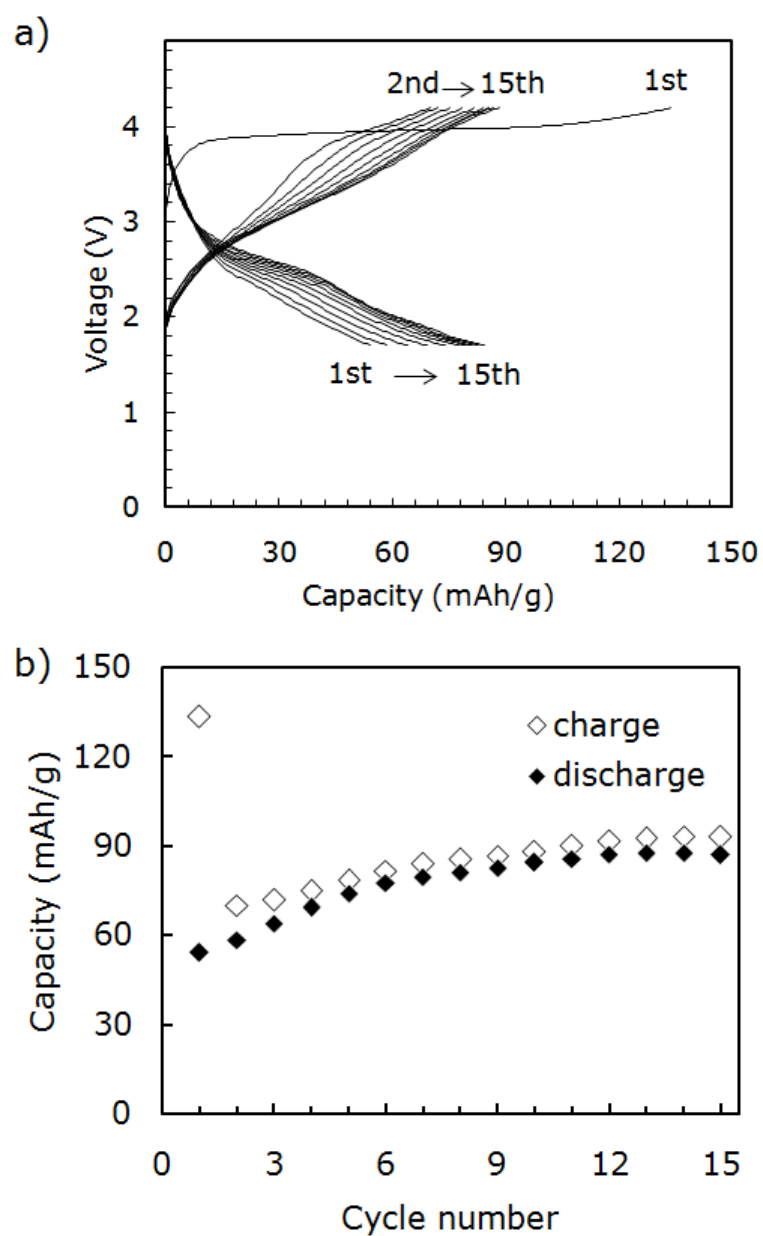 a)
2nd → 15th
1st
4
3
2
1
0
Voltage (V)
1st → 15th
0 30 60 90 120 150
Capacity (mAh/g)
b)
150
120
90
60
30
0
Capacity (mAh/g)
charge
discharge
0 3 6 9 12 15
Cycle number